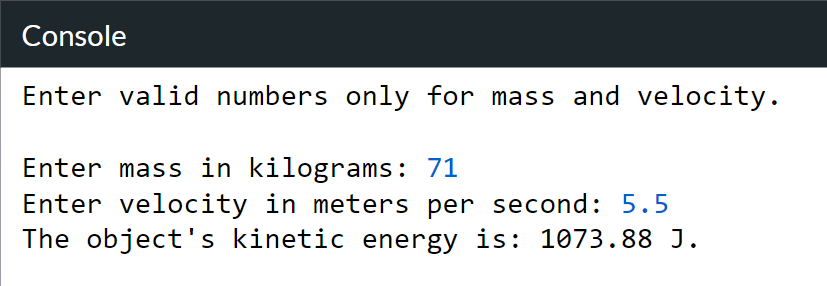 Console
Enter valid numbers only for mass and velocity.
Enter mass in kilograms: 71
Enter velocity in meters per second: 5.5
The object's kinetic energy is: 1073.88 J.